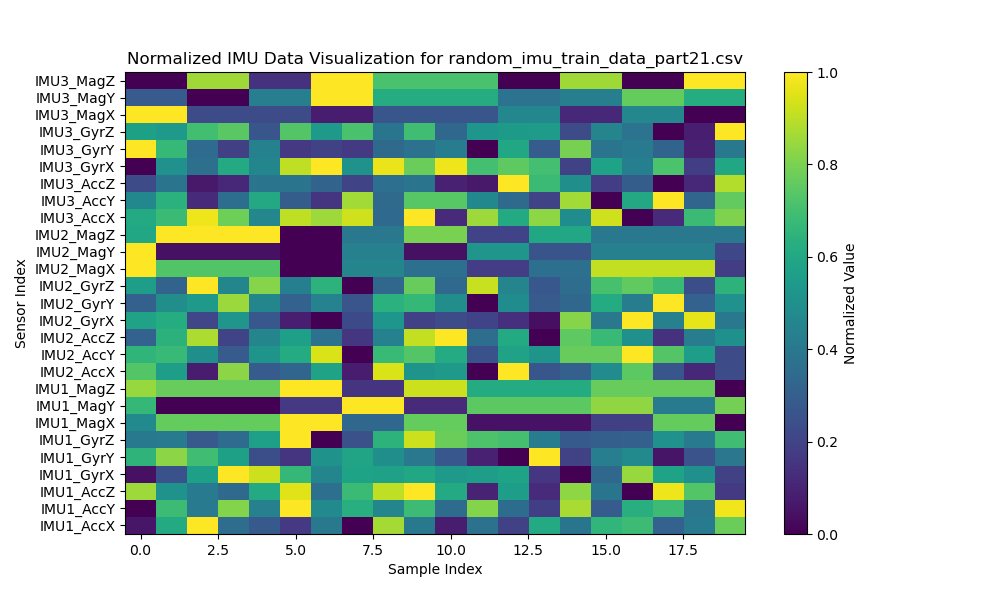 Normalized IMU Data Visualization for random_imu_train_data_part21.csv
Sensor Index
IMU3_MagZ
IMU3_MagY
IMU3_MagX
IMU3_GyrZ
IMU3_GyrY
IMU3_GyrX
IMU3_AccZ
IMU3_AccY
IMU3_AccX
IMU2_MagZ
IMU2_MagY
IMU2_MagX
IMU2_GyrZ
IMU2_GyrY
IMU2_GyrX
IMU2_AccZ
IMU2_AccY
IMU2_AccX
IMU1_MagZ
IMU1_MagY
IMU1_MagX
IMU1_GyrZ
IMU1_GyrY
IMU1_GyrX
IMU1_AccZ
IMU1_AccY
IMU1_AccX
0.0 2.5 5.0 7.5 10.0 12.5 15.0 17.5
Sample Index
1.0
0.8
0.6
0.4
0.2
0.0
Normalized Value